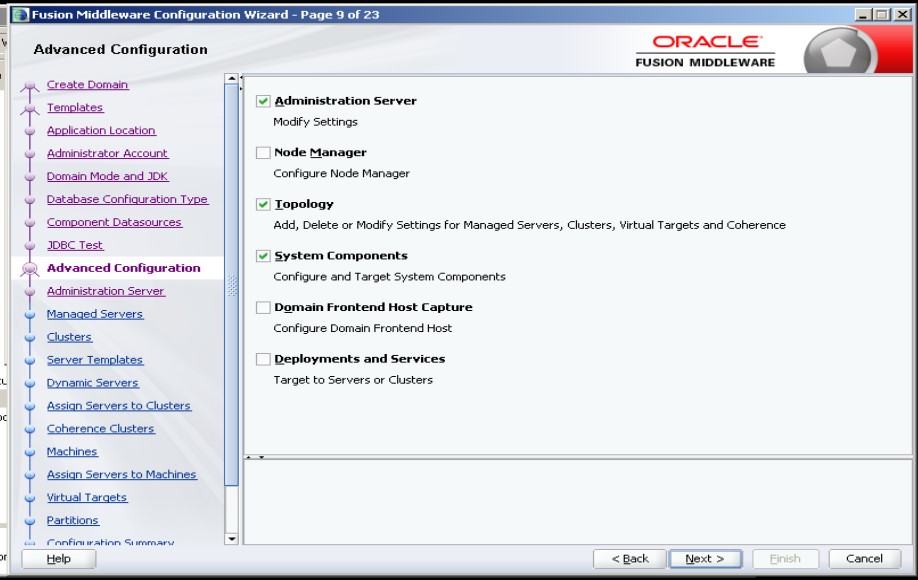 Fusion Middleware Configuration Wizard - Page 9 of 23
Advanced Configuration
ORACLE
FUSION MIDDLEWARE
Create Domain
Templates
Application Location
Administrator Account
Domain Mode and JDK
Database Configuration Type
Component Datasources
JDBC Test
Advanced Configuration
Administration Server
Managed Servers
Clusters
Server Templates
Dynamic Servers
Assign Servers to Clusters
Coherence Clusters
Machines
Assign Servers to Machines
Virtual Targets
Partitions
Configuration Summary
Administration Server
Modify Settings
Node Manager
Configure Node Manager
Topology
Add, Delete or Modify Settings for Managed Servers, Clusters, Virtual Targets and Coherence
System Components
Configure and Target System Components
Domain Frontend Host Capture
Configure Domain Frontend Host
Deployments and Services
Target to Servers or Clusters
Help
< Back
Next >
Finish
Cancel